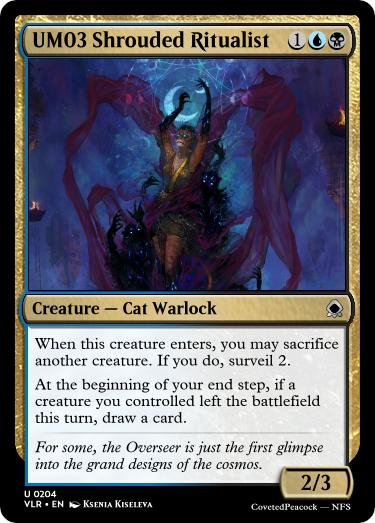 UM03 Shrouded Ritualist 1
Creature — Cat Warlock
When this creature enters, you may sacrifice
another creature. If you do, surveil 2.
At the beginning of your end step, if a
creature you controlled left the battlefield
this turn, draw a card.
For some, the Overseer is just the first glimpse
into the grand designs of the cosmos.
2/3
U 0204
VLR • EN Ksenia Kiseleva
CovetedPeacock — NFS